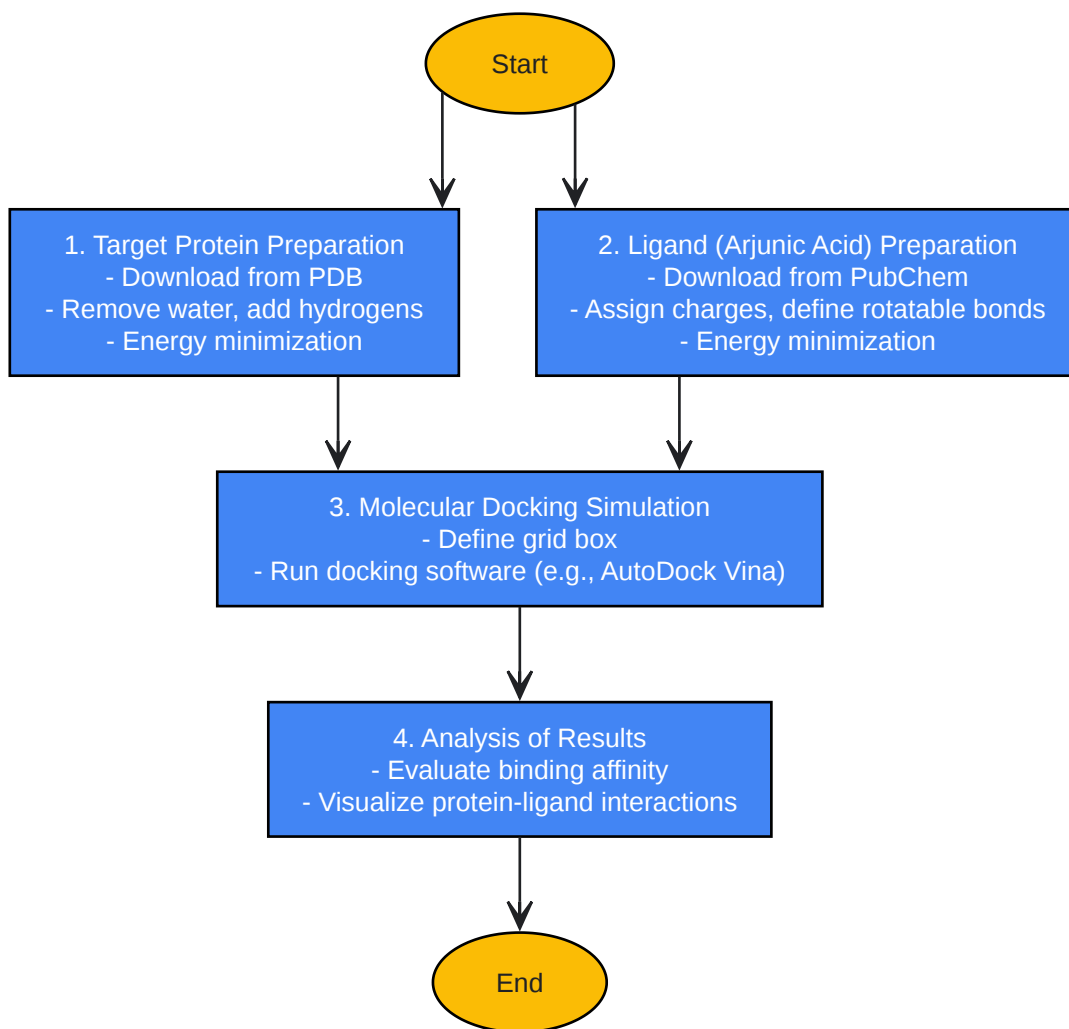 Start
1. Target Protein Preparation
- Download from PDB
- Remove water, add hydrogens
- Energy minimization
2. Ligand (Arjunic Acid) Preparation
- Download from PubChem
- Assign charges, define rotatable bonds
- Energy minimization
3. Molecular Docking Simulation
- Define grid box
- Run docking software (e.g., AutoDock Vina)
4. Analysis of Results
- Evaluate binding affinity
- Visualize protein-ligand interactions
End